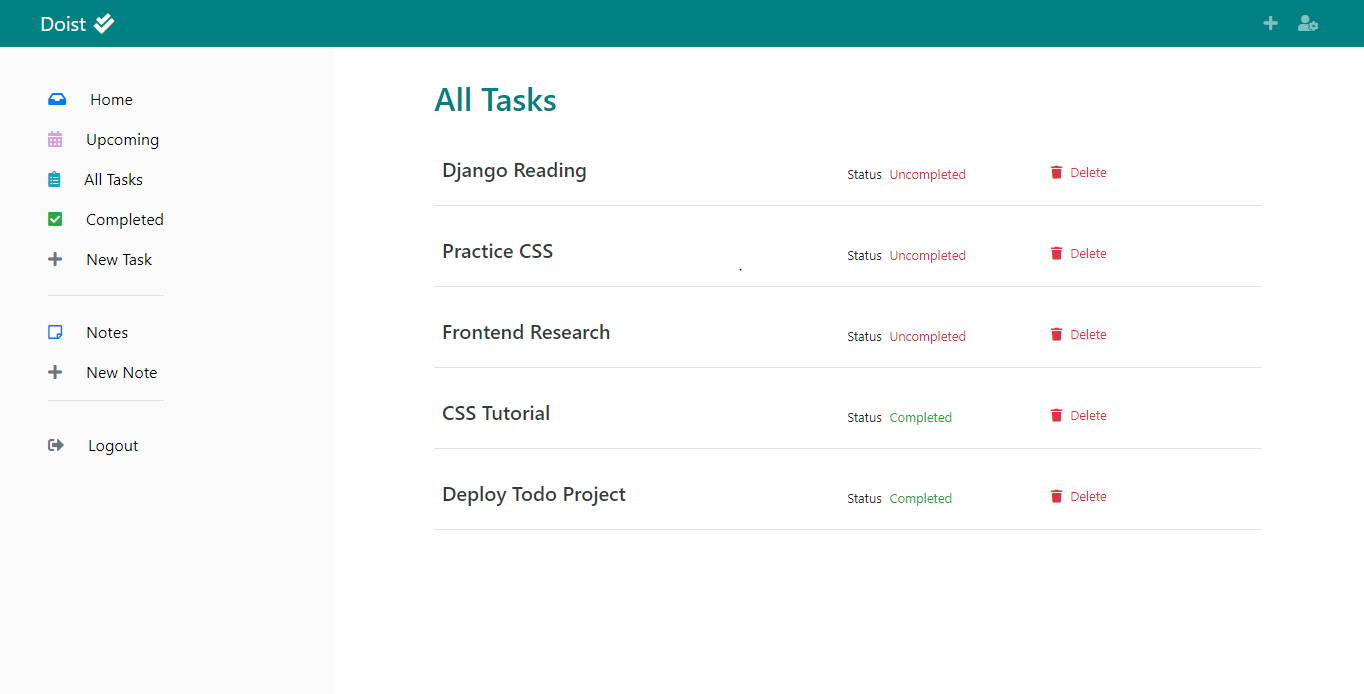 Doist
Home
Upcoming
All Tasks
Completed
New Task
Notes
New Note
Logout
All Tasks
Django Reading Status Uncompleted Delete
Practice CSS Status Uncompleted Delete
Frontend Research Status Uncompleted Delete
CSS Tutorial Status Completed Delete
Deploy Todo Project Status Completed Delete